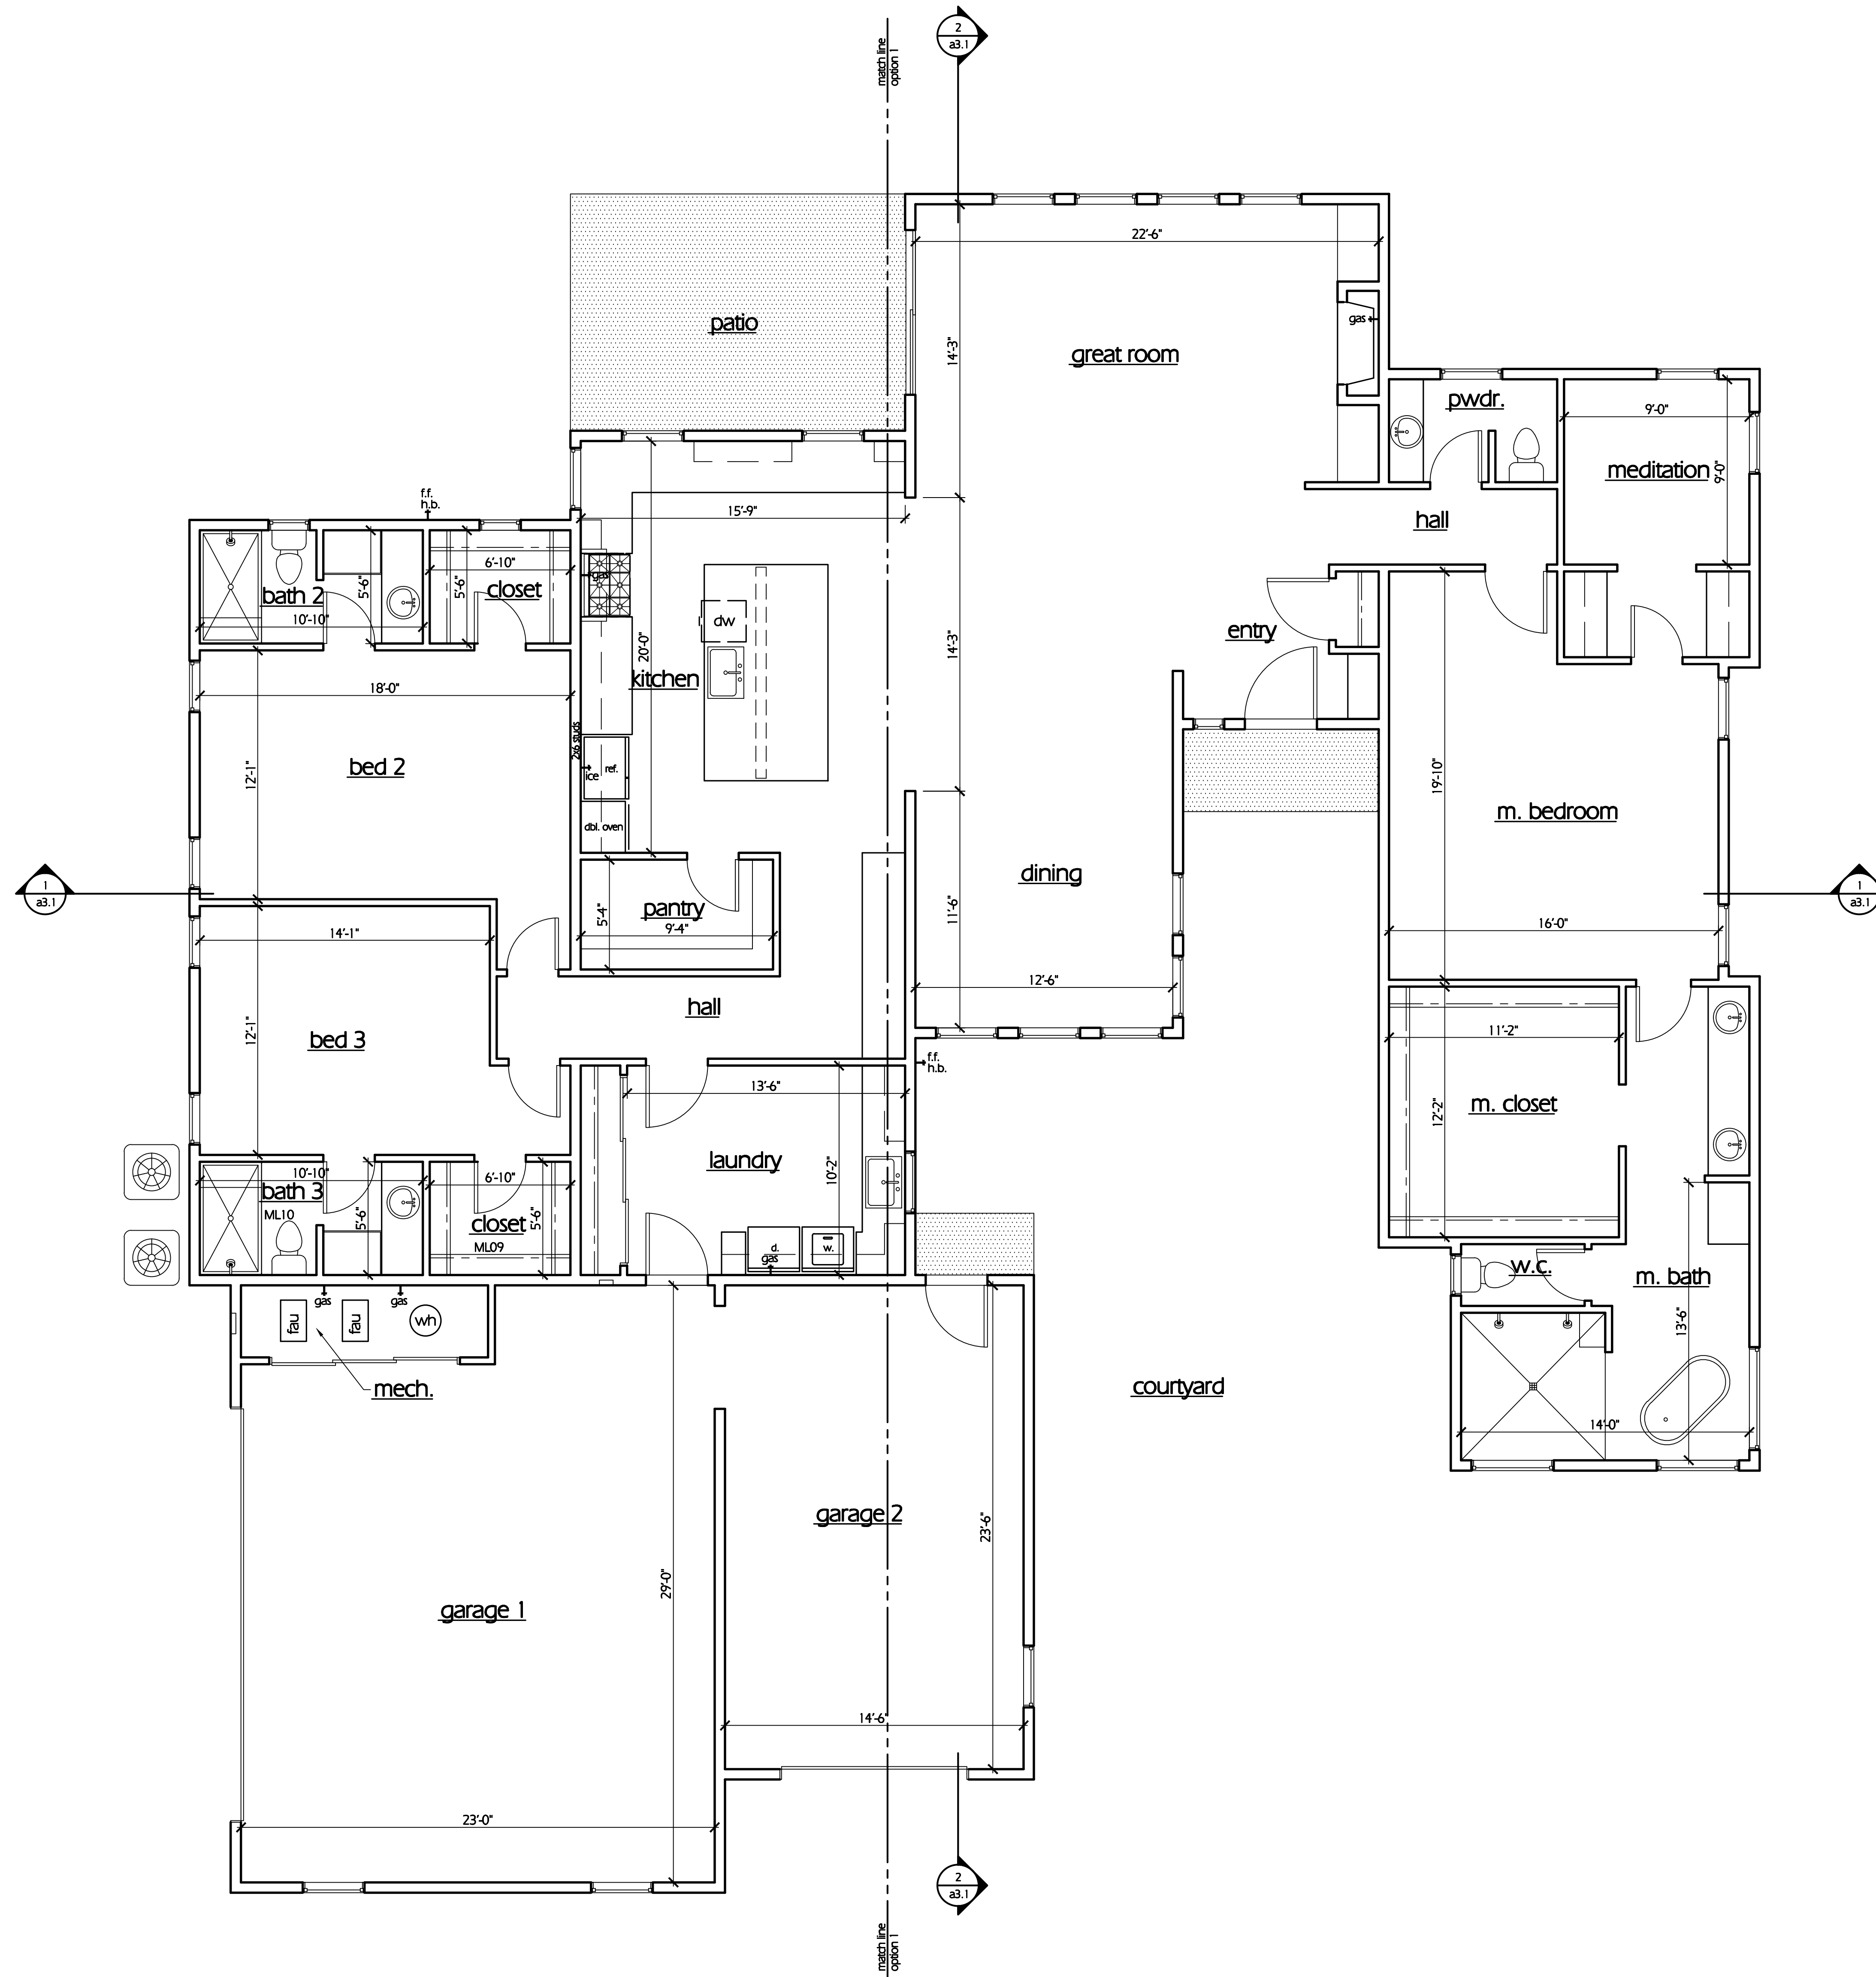 2
a3.1
match line
option 1
22'-6"
patio
14'-3"
great room
gas
pwdr.
9'-0"
meditation
9'-0"
hall
f.f.
h.b.
15'-9"
gas
6'-10"
5'-6"
closet
5'-6"
bath 2
10'-10"
dw
20'-0"
kitchen
14'-3"
entry
18'-0"
12'-1"
bed 2
2x6 studs
ice
ref.
dbl. oven
19'-10"
m. bedroom
1
a3.1
dining
1
a3.1
pantry
5'-4"
9'-4"
11'-6"
14'-1"
16'-0"
12'-6"
hall
12'-1"
bed 3
11'-2"
f.f.
h.b.
13'-6"
12'-2"
m. closet
laundry
10'-2"
10'-10"
bath 3
ML10
5'-6"
6'-10"
closet
5'-6"
ML09
d.
gas
w.
w.c.
m. bath
gas
gas
fau
fau
wh
13'-6"
mech.
courtyard
14'-0"
garage 2
23'-6"
29'-0"
garage 1
14'-6"
23'-0"
2
a3.1
match line
option 1